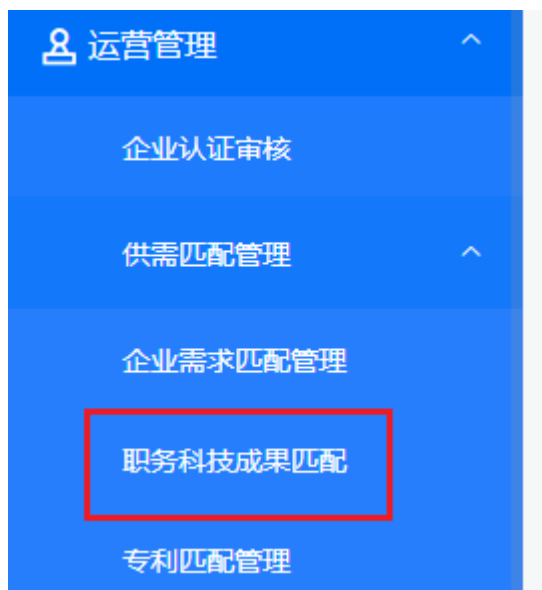 运营管理
企业认证审核
供需匹配管理
企业需求匹配管理
职务科技成果匹配
专利匹配管理